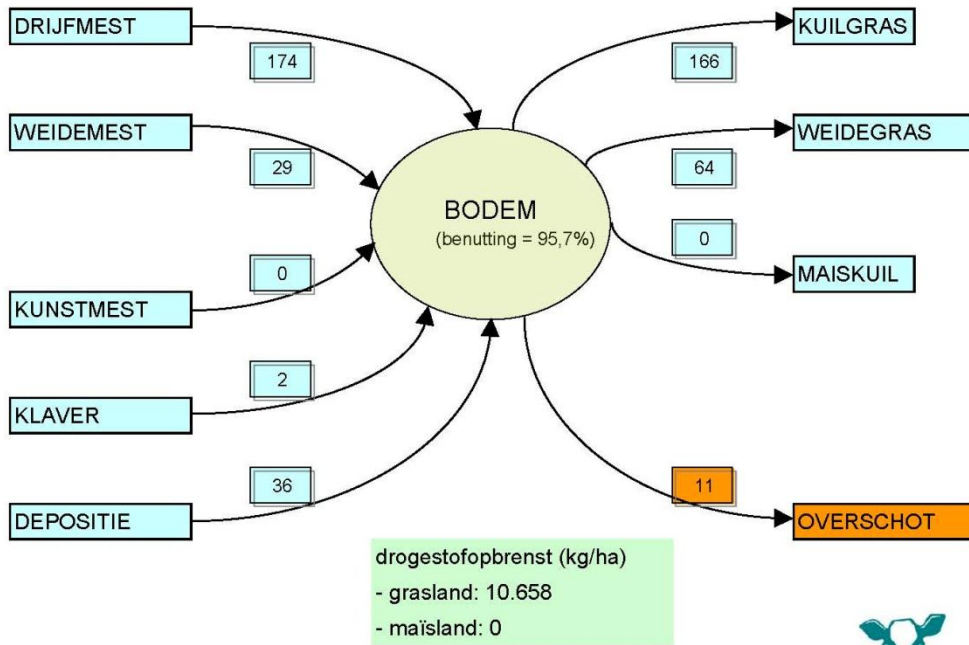 DRIJFMEST
174
WEIDEMEST
29
KUNSTMEST
0
KLAVER
2
DEPOSITIE
36
BODEM
(benutting = 95,7%)
KUILGRAS
166
WEIDEGRAS
64
0
MAISKUIL
11
OVERSCHOT
drogestofopbrenst (kg/ha)
- grasland: 10.658
- maïsland: 0